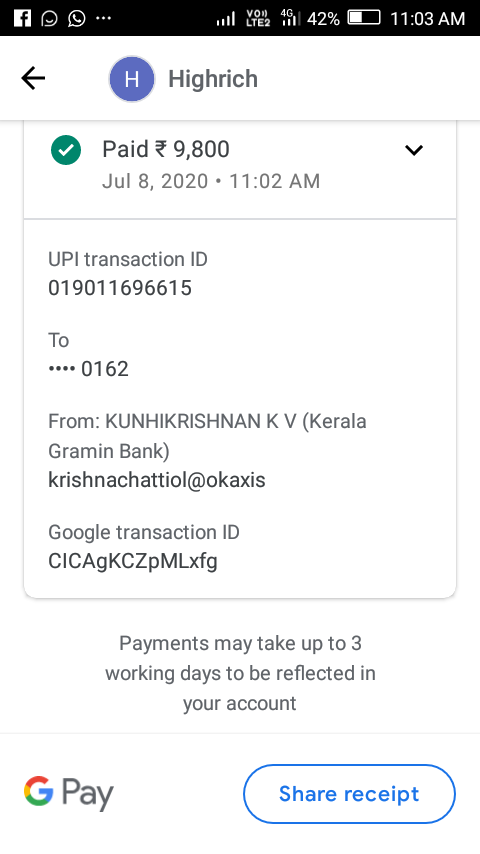 VO)) LTE2 4G 42% 11:03 AM
H Highrich
Paid ₹ 9,800
Jul 8, 2020 • 11:02 AM
UPI transaction ID
019011696615
To
•••• 0162
From: KUNHIKRISHNAN K V (Kerala
Gramin Bank)
krishnachattiol@okaxis
Google transaction ID
CICAgKCZpMLxfg
Payments may take up to 3
working days to be reflected in
your account
G Pay Share receipt